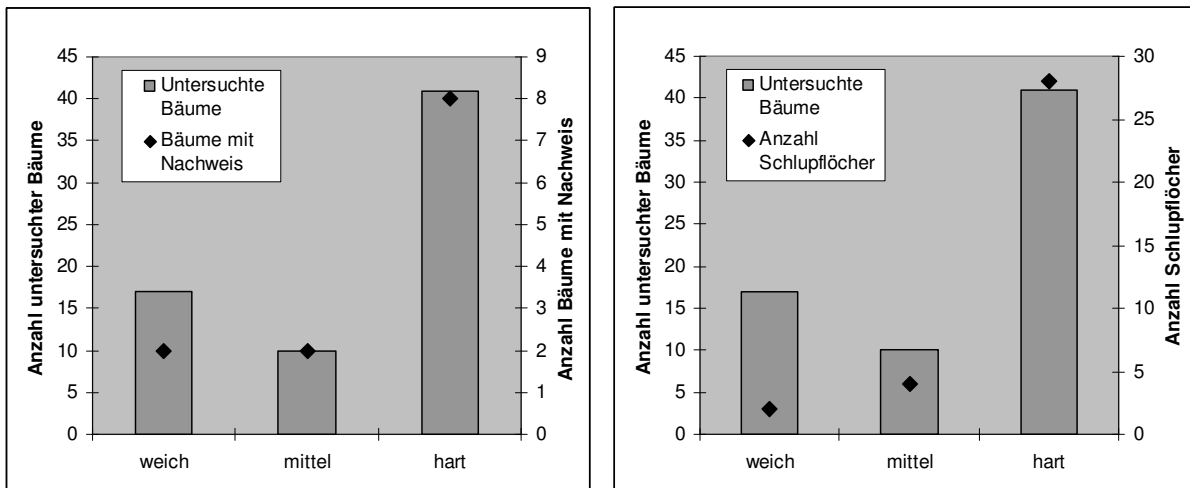 45
40
35
30
25
20
15
10
5
0
Anzahl untersuchter Bäume
Untersuchte
Bäume
Bäume mit
Nachweis
9
8
7
6
5
4
3
2
1
0
Anzahl Bäume mit Nachweis
weich mittel hart
45
40
35
30
25
20
15
10
5
0
Anzahl untersuchter Bäume
Untersuchte
Bäume
Anzahl
Schlupflöcher
30
25
20
15
10
5
0
Anzahl Schlupflöcher
weich mittel hart